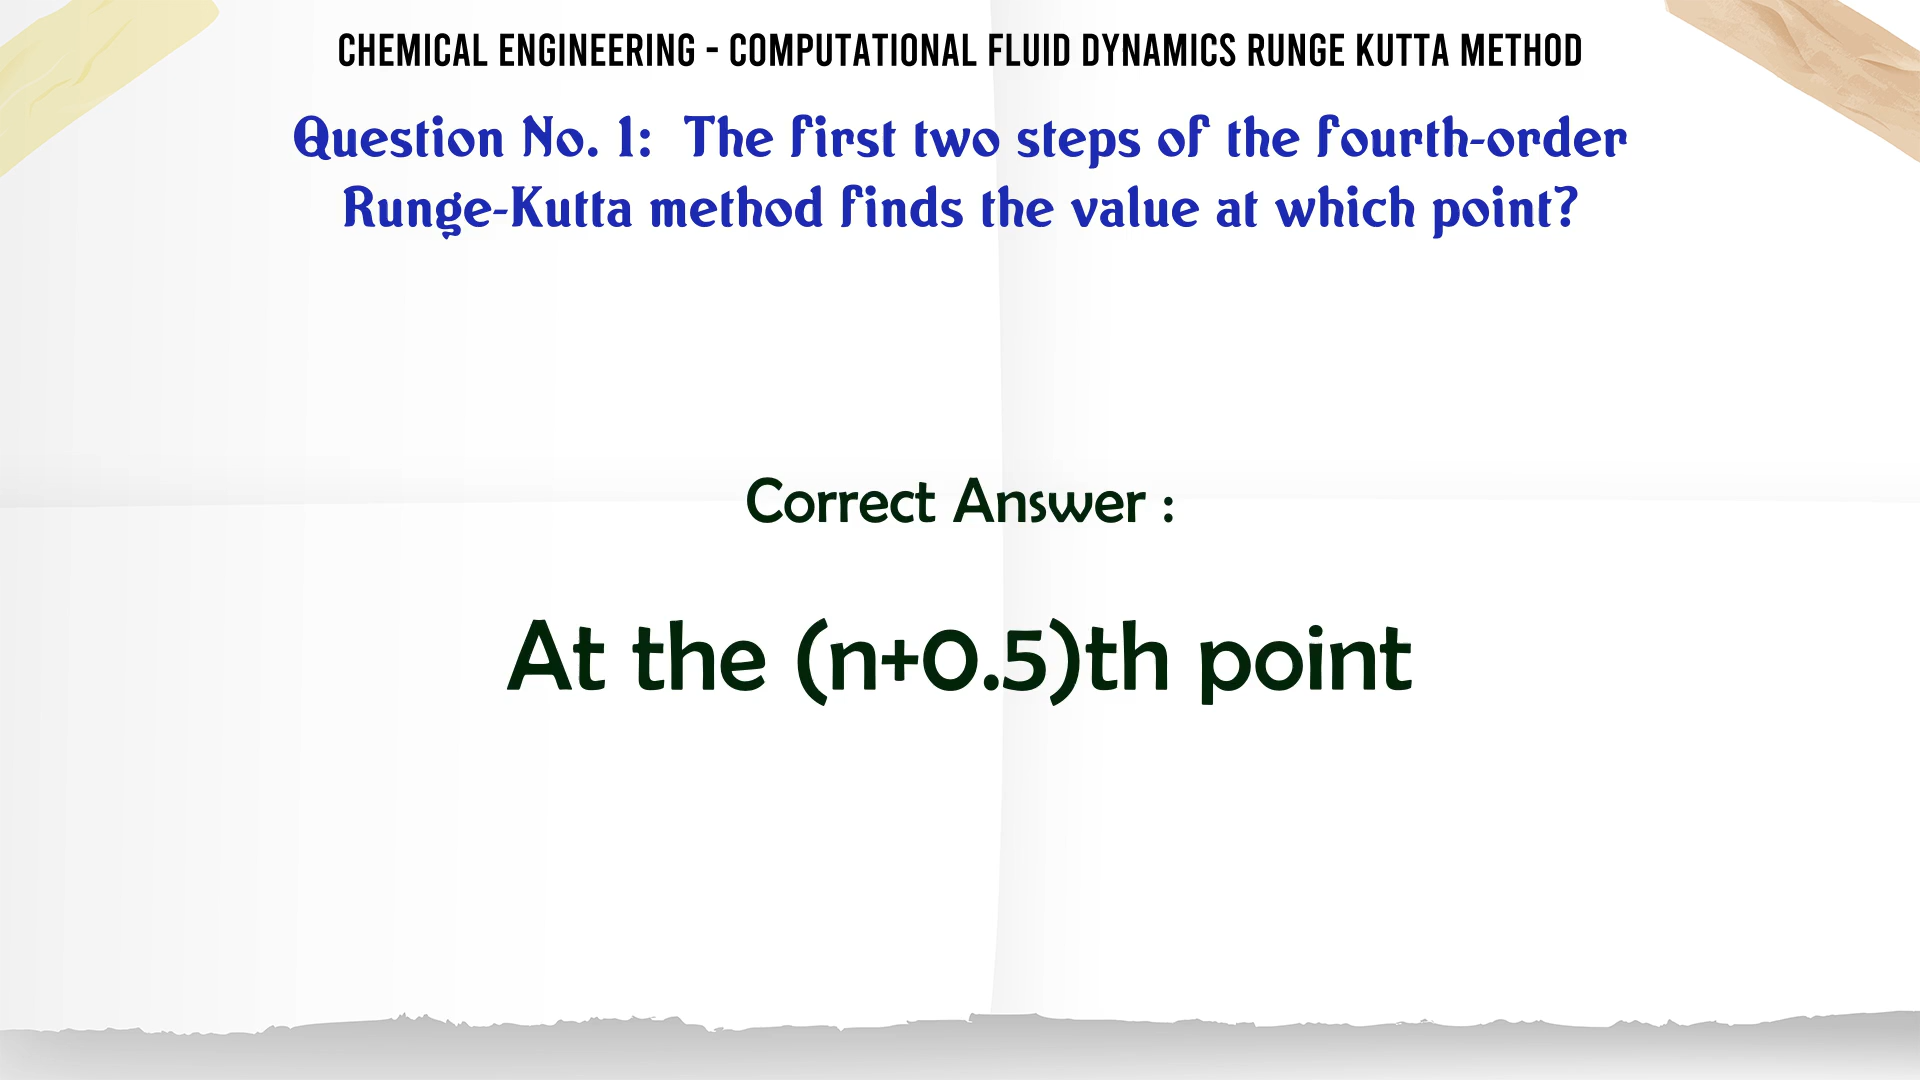 CHEMICAL ENGINEERING - COMPUTATIONAL FLUID DYNAMICS RUNGE KUTTA METHOD
Question No. 1:  The first two steps of the fourth-order
Runge-Kutta method finds the value at which point?
Correct Answer :
At the (n+0.5)th point